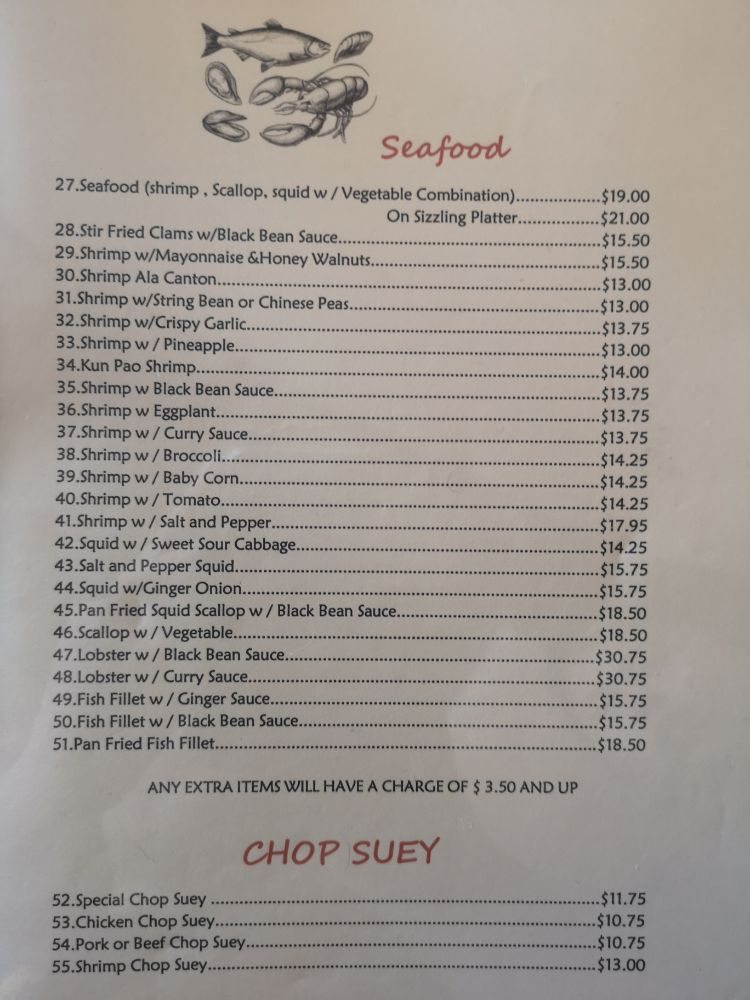 Seafood
27.Seafood (shrimp , Scallop, squid w / Vegetable Combination)..................$19.00
On Sizzling Platter.................$21.00
28.Stir Fried Clams w/Black Bean Sauce.........................................................$15.50
29.Shrimp w/Mayonnaise &Honey Walnuts..................................................$15.50
30.Shrimp Ala Canton...................................................................................$13.00
31.Shrimp w/String Bean or Chinese Peas......................................................$13.00
32.Shrimp w/Crispy Garlic............................................................................$13.75
33.Shrimp w / Pineapple...............................................................................$13.00
34.Kun Pao Shrimp.......................................................................................$14.00
35.Shrimp w Black Bean Sauce......................................................................$13.75
36.Shrimp w Eggplant..................................................................................$13.75
37.Shrimp w / Curry Sauce...........................................................................$13.75
38.Shrimp w / Broccoli.................................................................................$14.25
39.Shrimp w / Baby Corn.............................................................................$14.25
40.Shrimp w / Tomato.................................................................................$14.25
41.Shrimp w / Salt and Pepper......................................................................$17.95
42.Squid w / Sweet Sour Cabbage.................................................................$14.25
43.Salt and Pepper Squid..............................................................................$15.75
44.Squid w/Ginger Onion.............................................................................$15.75
45.Pan Fried Squid Scallop w / Black Bean Sauce...........................................$18.50
46.Scallop w / Vegetable...............................................................................$18.50
47.Lobster w / Black Bean Sauce...................................................................$30.75
48.Lobster w / Curry Sauce...........................................................................$30.75
49.Fish Fillet w / Ginger Sauce......................................................................$15.75
50.Fish Fillet w / Black Bean Sauce................................................................$15.75
51.Pan Fried Fish Fillet..................................................................................$18.50
ANY EXTRA ITEMS WILL HAVE A CHARGE OF $ 3.50 AND UP
CHOP SUEY
52.Special Chop Suey ...................................................................................$11.75
53.Chicken Chop Suey..................................................................................$10.75
54.Pork or Beef Chop Suey...........................................................................$10.75
55.Shrimp Chop Suey...................................................................................$13.00